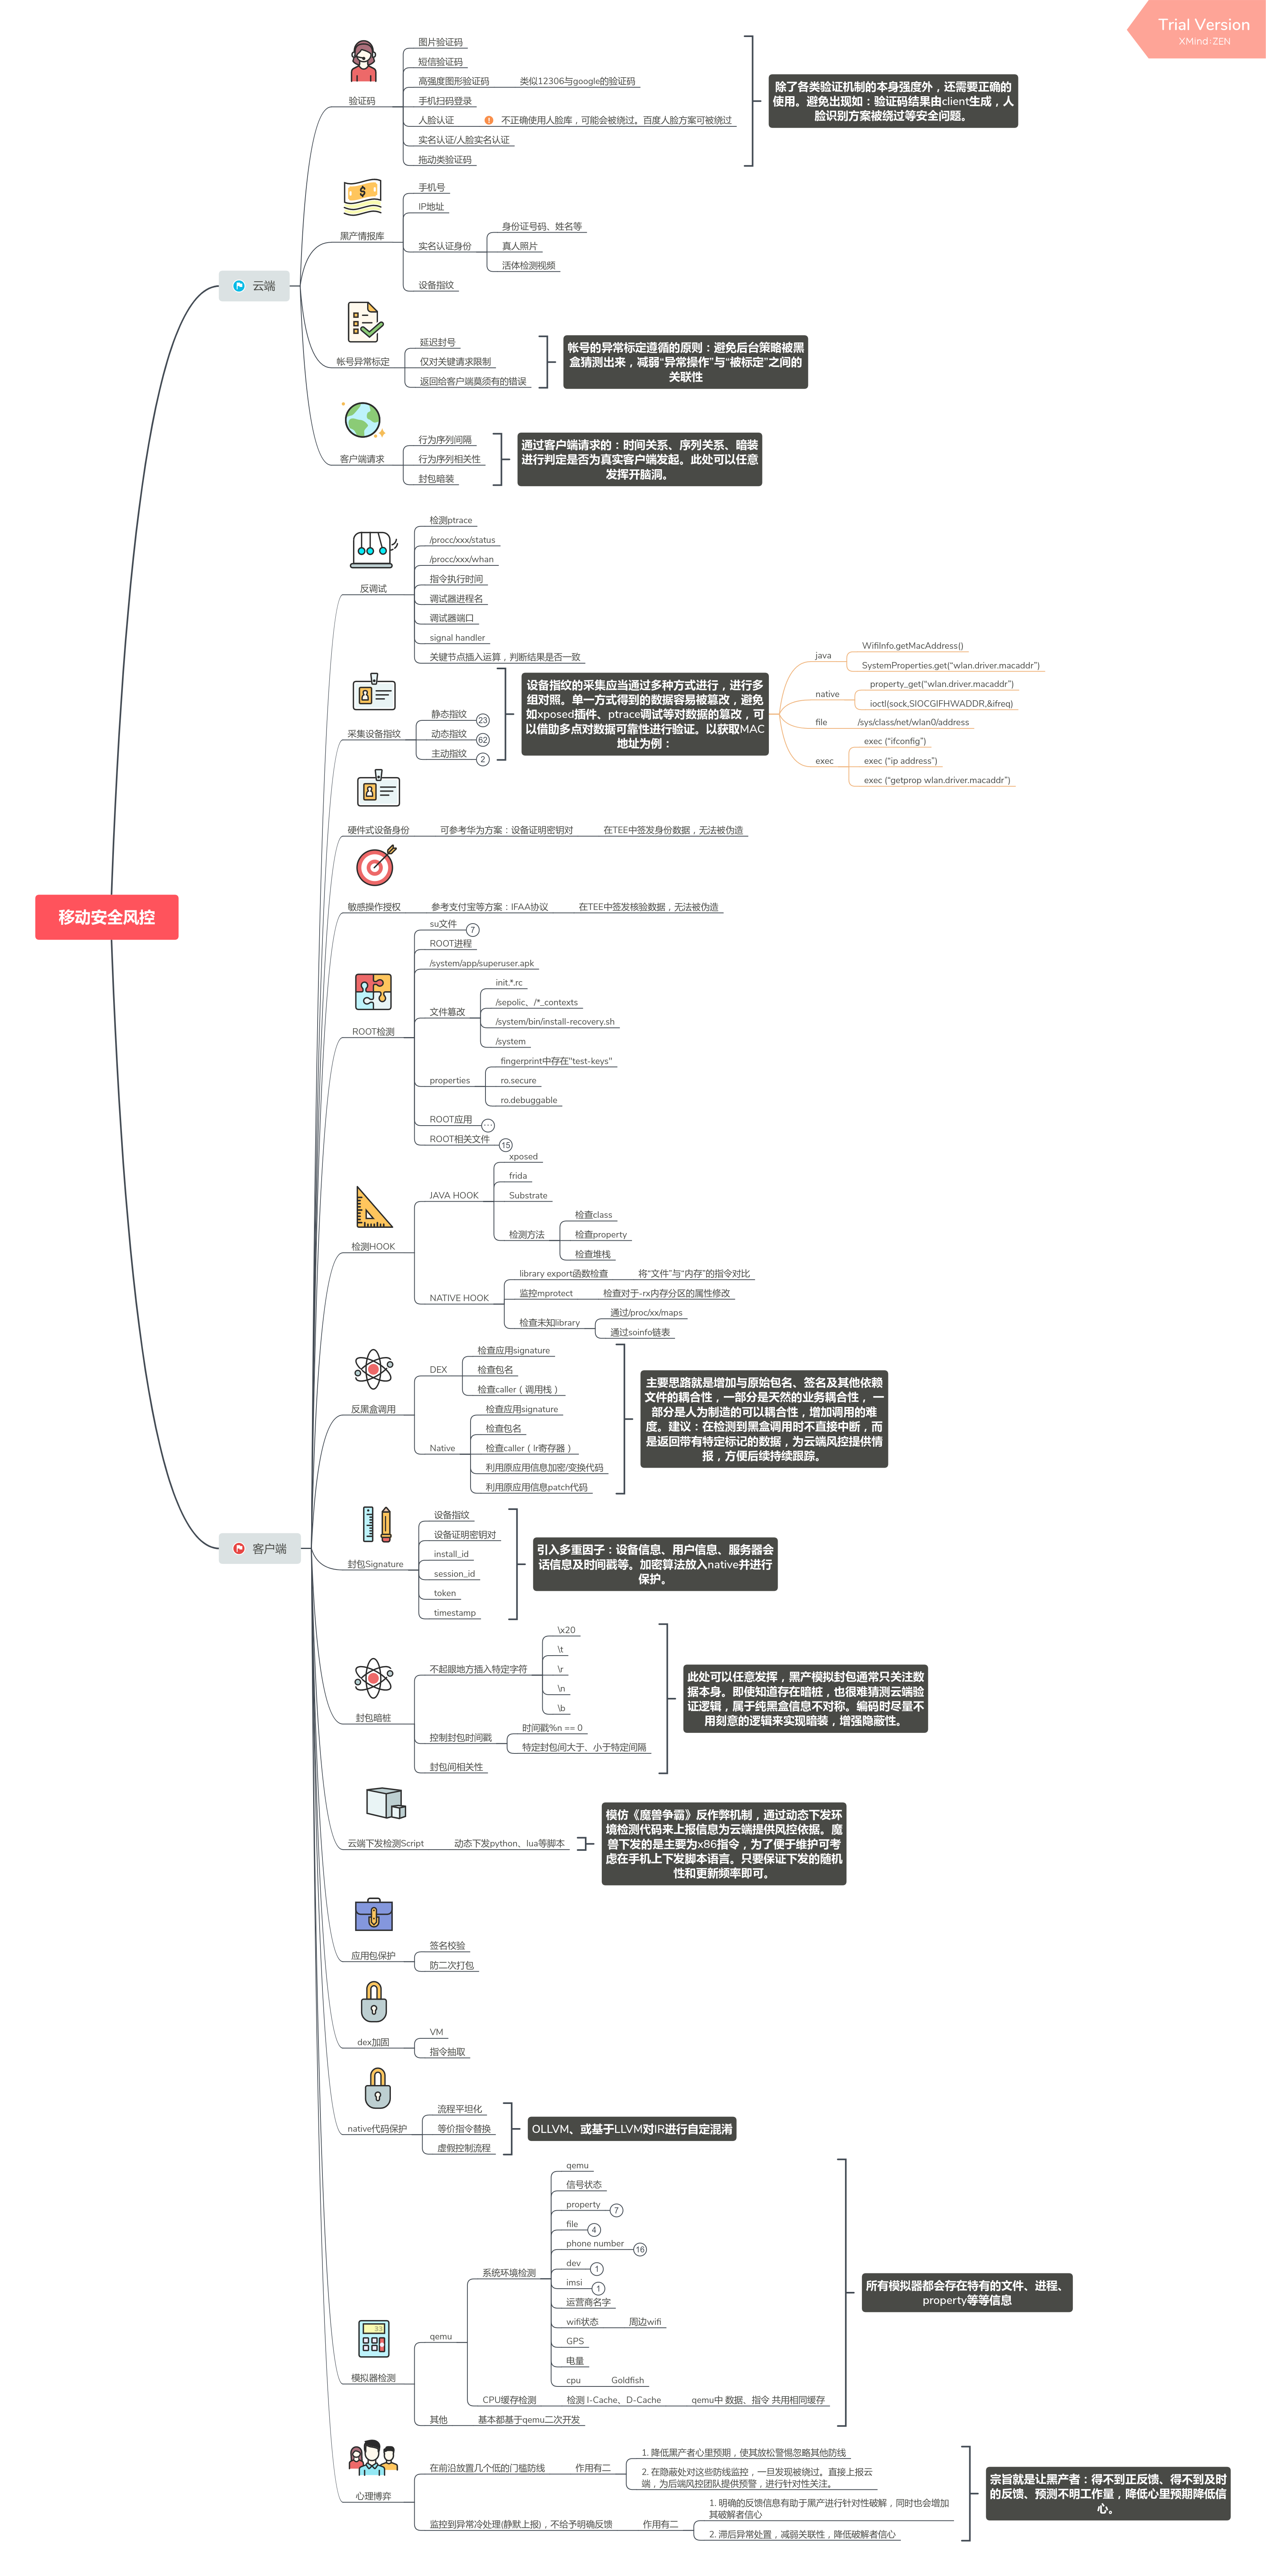 Trial Version
XMind:ZEN
移动安全风控
云端
验证码
图片验证码
短信验证码
高强度图形验证码
类似12306与google的验证码
手机扫码登录
人脸认证
不正确使用人脸库，可能会被绕过。百度人脸方案可被绕过
实名认证/人脸实名认证
拖动类验证码
除了各类验证机制的本身强度外，还需要正确的
使用。避免出现如：验证码结果由client生成，人
脸识别方案被绕过等安全问题。
黑产情报库
手机号
IP地址
实名认证身份
身份证号码、姓名等
真人照片
活体检测视频
设备指纹
帐号异常标定
延迟封号
仅对关键请求限制
返回给客户端莫须有的错误
帐号的异常标定遵循的原则：避免后台策略被黑
盒猜测出来，减弱“异常操作”与“被标定”之间的
关联性
客户端请求
行为序列间隔
行为序列相关性
封包暗装
通过客户端请求的：时间关系、序列关系、暗装
进行判定是否为真实客户端发起。此处可以任意
发挥开脑洞。
客户端
反调试
检测ptrace
/procc/xxx/status
/procc/xxx/whan
指令执行时间
调试器进程名
调试器端口
signal handler
关键节点插入运算，判断结果是否一致
采集设备指纹
静态指纹
23
动态指纹
62
主动指纹
2
设备指纹的采集应当通过多种方式进行，进行多
组对照。单一方式得到的数据容易被篡改，避免
如xposed插件、ptrace调试等对数据的篡改，可
以借助多点对数据可靠性进行验证。以获取MAC
地址为例：
java
WifiInfo.getMacAddress()
SystemProperties.get(“wlan.driver.macaddr”)
native
property_get(“wlan.driver.macaddr”)
ioctl(sock,SIOCGIFHWADDR,&ifreq)
file
/sys/class/net/wlan0/address
exec
exec (“ifconfig”)
exec (“ip address”)
exec (“getprop wlan.driver.macaddr”)
硬件式设备身份
可参考华为方案：设备证明密钥对
在TEE中签发身份数据，无法被伪造
敏感操作授权
参考支付宝等方案：IFAA协议
在TEE中签发核验数据，无法被伪造
ROOT检测
su文件
7
ROOT进程
/system/app/superuser.apk
文件篡改
init.*.rc
/sepolic、/*_contexts
/system/bin/install-recovery.sh
/system
properties
fingerprint中存在"test-keys"
ro.secure
ro.debuggable
ROOT应用
...
ROOT相关文件
15
检测HOOK
JAVA HOOK
xposed
frida
Substrate
检测方法
检查class
检查property
检查堆栈
NATIVE HOOK
library export函数检查
将“文件”与“内存”的指令对比
监控mprotect
检查对于-rx内存分区的属性修改
检查未知library
通过/proc/xx/maps
通过soinfo链表
反黑盒调用
DEX
检查应用signature
检查包名
检查caller（调用栈）
Native
检查应用signature
检查包名
检查caller（lr寄存器）
利用原应用信息加密/变换代码
利用原应用信息patch代码
主要思路就是增加与原始包名、签名及其他依赖
文件的耦合性，一部分是天然的业务耦合性， 一
部分是人为制造的可以耦合性，增加调用的难
度。建议：在检测到黑盒调用时不直接中断，而
是返回带有特定标记的数据，为云端风控提供情
报，方便后续持续跟踪。
封包Signature
设备指纹
设备证明密钥对
install_id
session_id
token
timestamp
引入多重因子：设备信息、用户信息、服务器会
话信息及时间戳等。加密算法放入native并进行
保护。
封包暗桩
不起眼地方插入特定字符
\x20
\t
\r
\n
\b
控制封包时间戳
时间戳%n == 0
特定封包间大于、小于特定间隔
封包间相关性
此处可以任意发挥，黑产模拟封包通常只关注数
据本身。即使知道存在暗桩，也很难猜测云端验
证逻辑，属于纯黑盒信息不对称。编码时尽量不
用刻意的逻辑来实现暗装，增强隐蔽性。
云端下发检测Script
动态下发python、lua等脚本
模仿《魔兽争霸》反作弊机制，通过动态下发环
境检测代码来上报信息为云端提供风控依据。魔
兽下发的是主要为x86指令，为了便于维护可考
虑在手机上下发脚本语言。只要保证下发的随机
性和更新频率即可。
应用包保护
签名校验
防二次打包
dex加固
VM
指令抽取
native代码保护
流程平坦化
等价指令替换
虚假控制流程
OLLVM、或基于LLVM对IR进行自定混淆
模拟器检测
qemu
系统环境检测
qemu
信号状态
property
7
file
4
phone number
16
dev
1
imsi
1
运营商名字
wifi状态
周边wifi
GPS
电量
cpu
Goldfish
CPU缓存检测
检测 I-Cache、D-Cache
qemu中 数据、指令 共用相同缓存
其他
基本都基于qemu二次开发
所有模拟器都会存在特有的文件、进程、
property等等信息
心理博弈
在前沿放置几个低的门槛防线
作用有二
1. 降低黑产者心里预期，使其放松警惕忽略其他防线
2. 在隐蔽处对这些防线监控，一旦发现被绕过。直接上报云
端，为后端风控团队提供预警，进行针对性关注。
监控到异常冷处理(静默上报)，不给予明确反馈
作用有二
1. 明确的反馈信息有助于黑产进行针对性破解，同时也会增加
其破解者信心
2. 滞后异常处置，减弱关联性，降低破解者信心
宗旨就是让黑产者：得不到正反馈、得不到及时
的反馈、预测不明工作量，降低心里预期降低信
心。